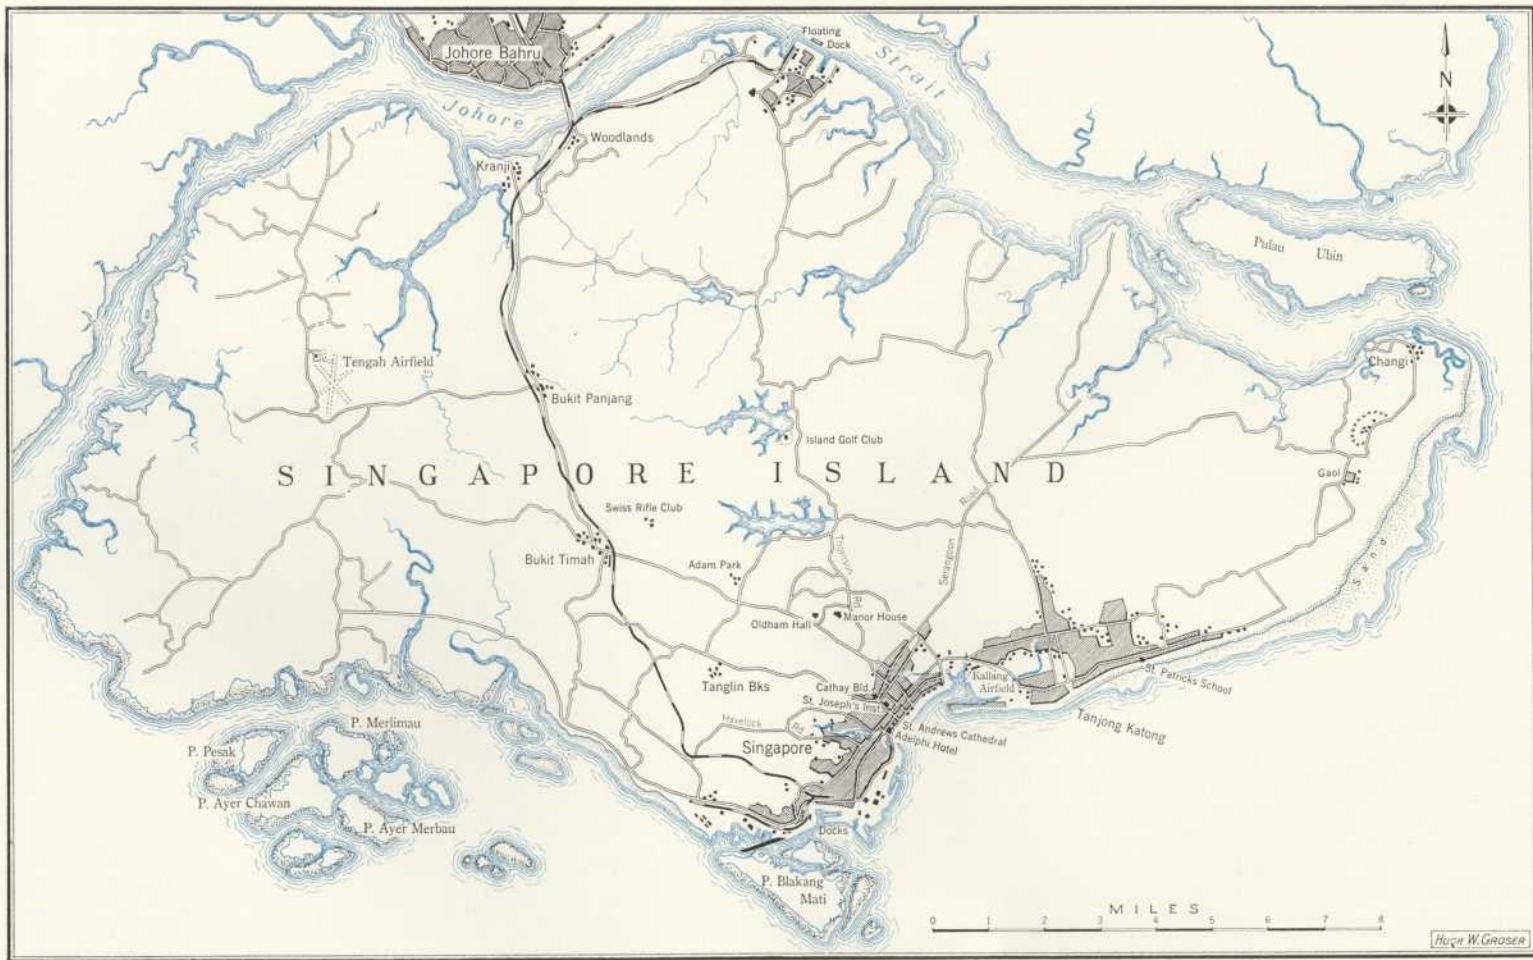 Floating
Dock
Strait
Johore Bahru
N
Johore
Woodlands
Kranji
Pulau Ubin
Tengah Airfield
Changi
Bukit Panjang
Island Golf Club
SINGAPORE ISLAND
Gaol
Road
Swiss Rifle Club
Sand
Bukit Timah
Adam Park
Thomson
Rd
Serangoon
Oldham Hall
Manor House
Tanglin Bks
Cathay Bld.
Kallang
Airfield
St. Patricks School
St. Joseph's Inst.
Tanjong Katong
Havelock
Rd
St. Andrews Cathedral
Adelphi Hotel
P. Merlimau
P. Pesak
Singapore
P. Ayer Chawan
P. Ayer Merbau
Docks
P. Blakang
Mati
MILES
0 1 2 3 4 5 6 7 8
HUGH W. GROSER